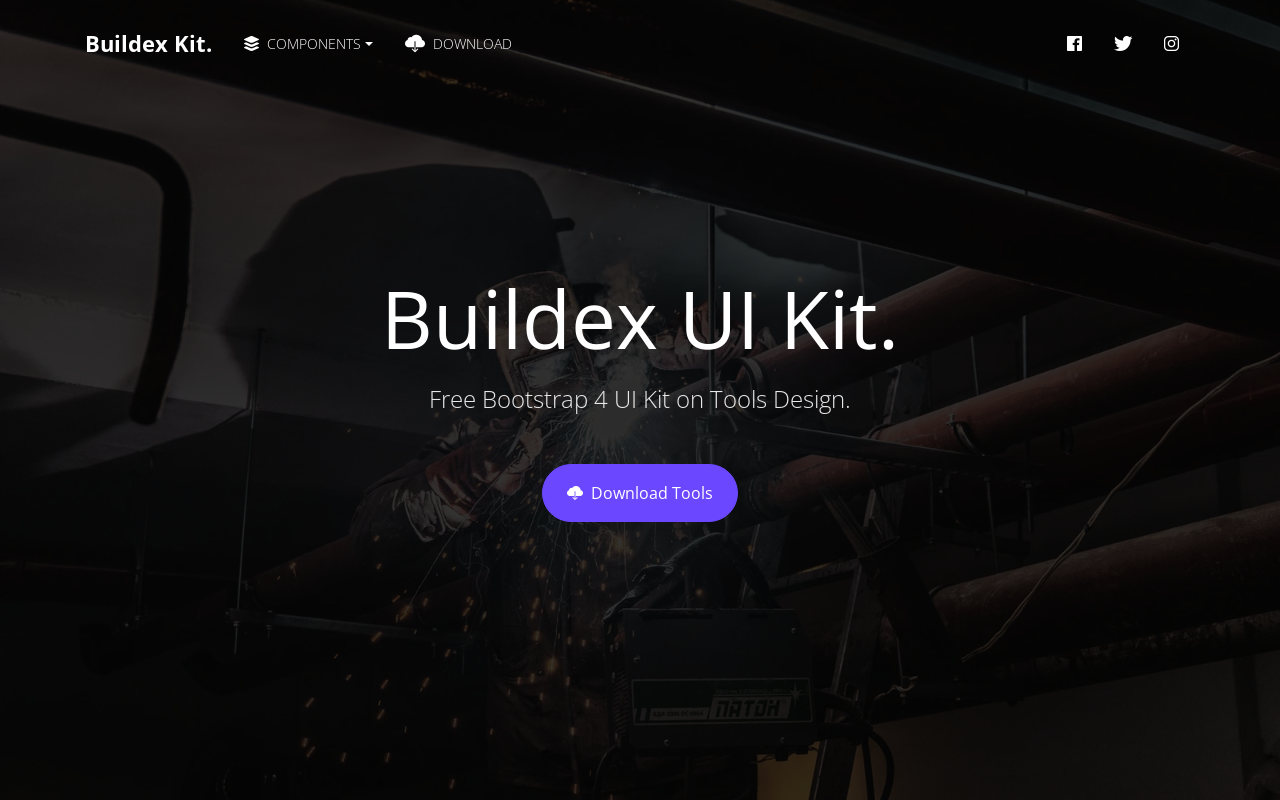 Buildex Kit.
COMPONENTS
DOWNLOAD
Buildex UI Kit.
Free Bootstrap 4 UI Kit on Tools Design.
Download Tools
ПАТОН